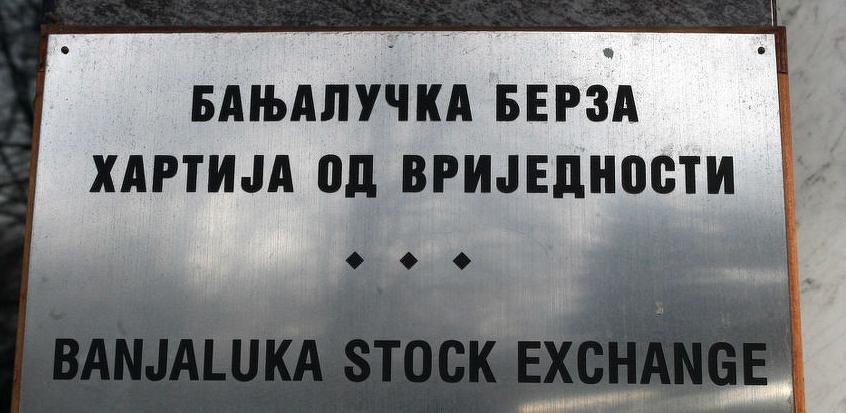 БАЊАЛУЧКА БЕРЗА
ХАРТИЈА ОД ВРИЈЕДНОСТИ
BANJALUKA STOCK EXCHANGE